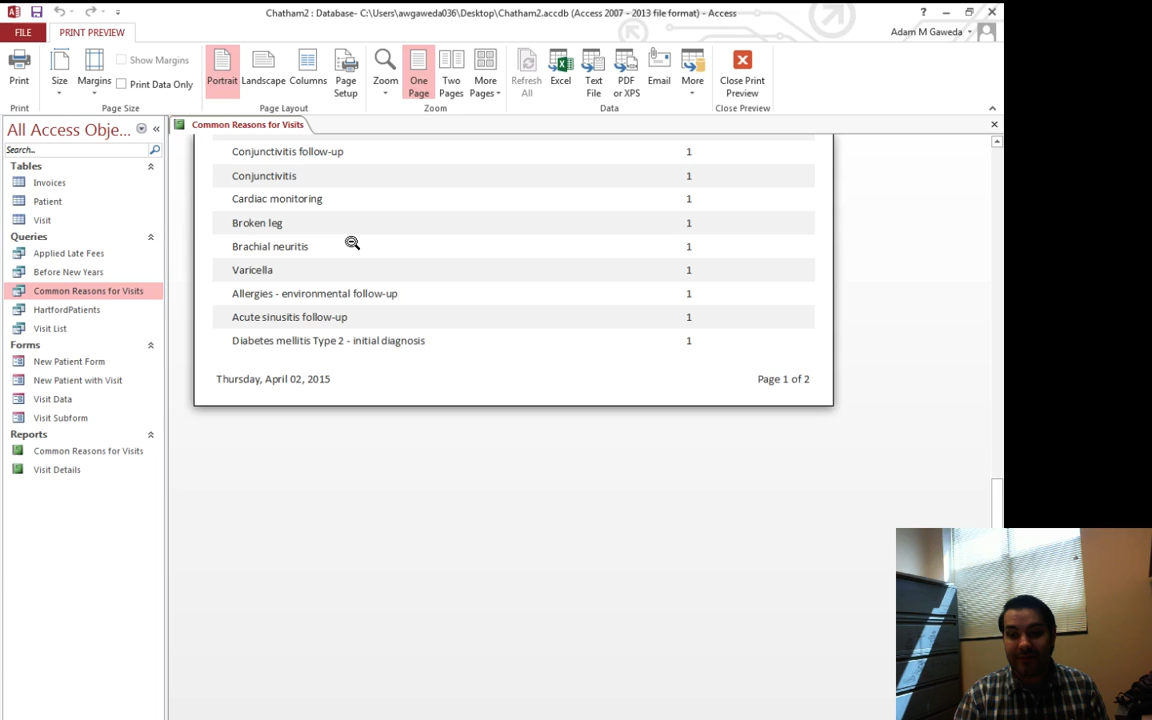 Chatham2 : Database- C:\Users\awgaweda036\Desktop\Chatham2.accdb (Access 2007 - 2013 file format) - Access
?
FILE
PRINT PREVIEW
Adam M Gaweda
Print
Size
Margins
Show Margins
Print Data Only
Portrait
Landscape
Columns
Page Setup
Zoom
One Page
Two Pages
More Pages
Refresh All
Excel
Text File
PDF or XPS
Email
More
Close Print Preview
Print
Page Size
Page Layout
Zoom
Data
Close Preview
All Access Obje...
Search...
Tables
Invoices
Patient
Visit
Queries
Applied Late Fees
Before New Years
Common Reasons for Visits
HartfordPatients
Visit List
Forms
New Patient Form
New Patient with Visit
Visit Data
Visit Subform
Reports
Common Reasons for Visits
Visit Details
Common Reasons for Visits
Conjunctivitis follow-up 1
Conjunctivitis 1
Cardiac monitoring 1
Broken leg 1
Brachial neuritis 1
Varicella 1
Allergies - environmental follow-up 1
Acute sinusitis follow-up 1
Diabetes mellitis Type 2 - initial diagnosis 1
Thursday, April 02, 2015 Page 1 of 2